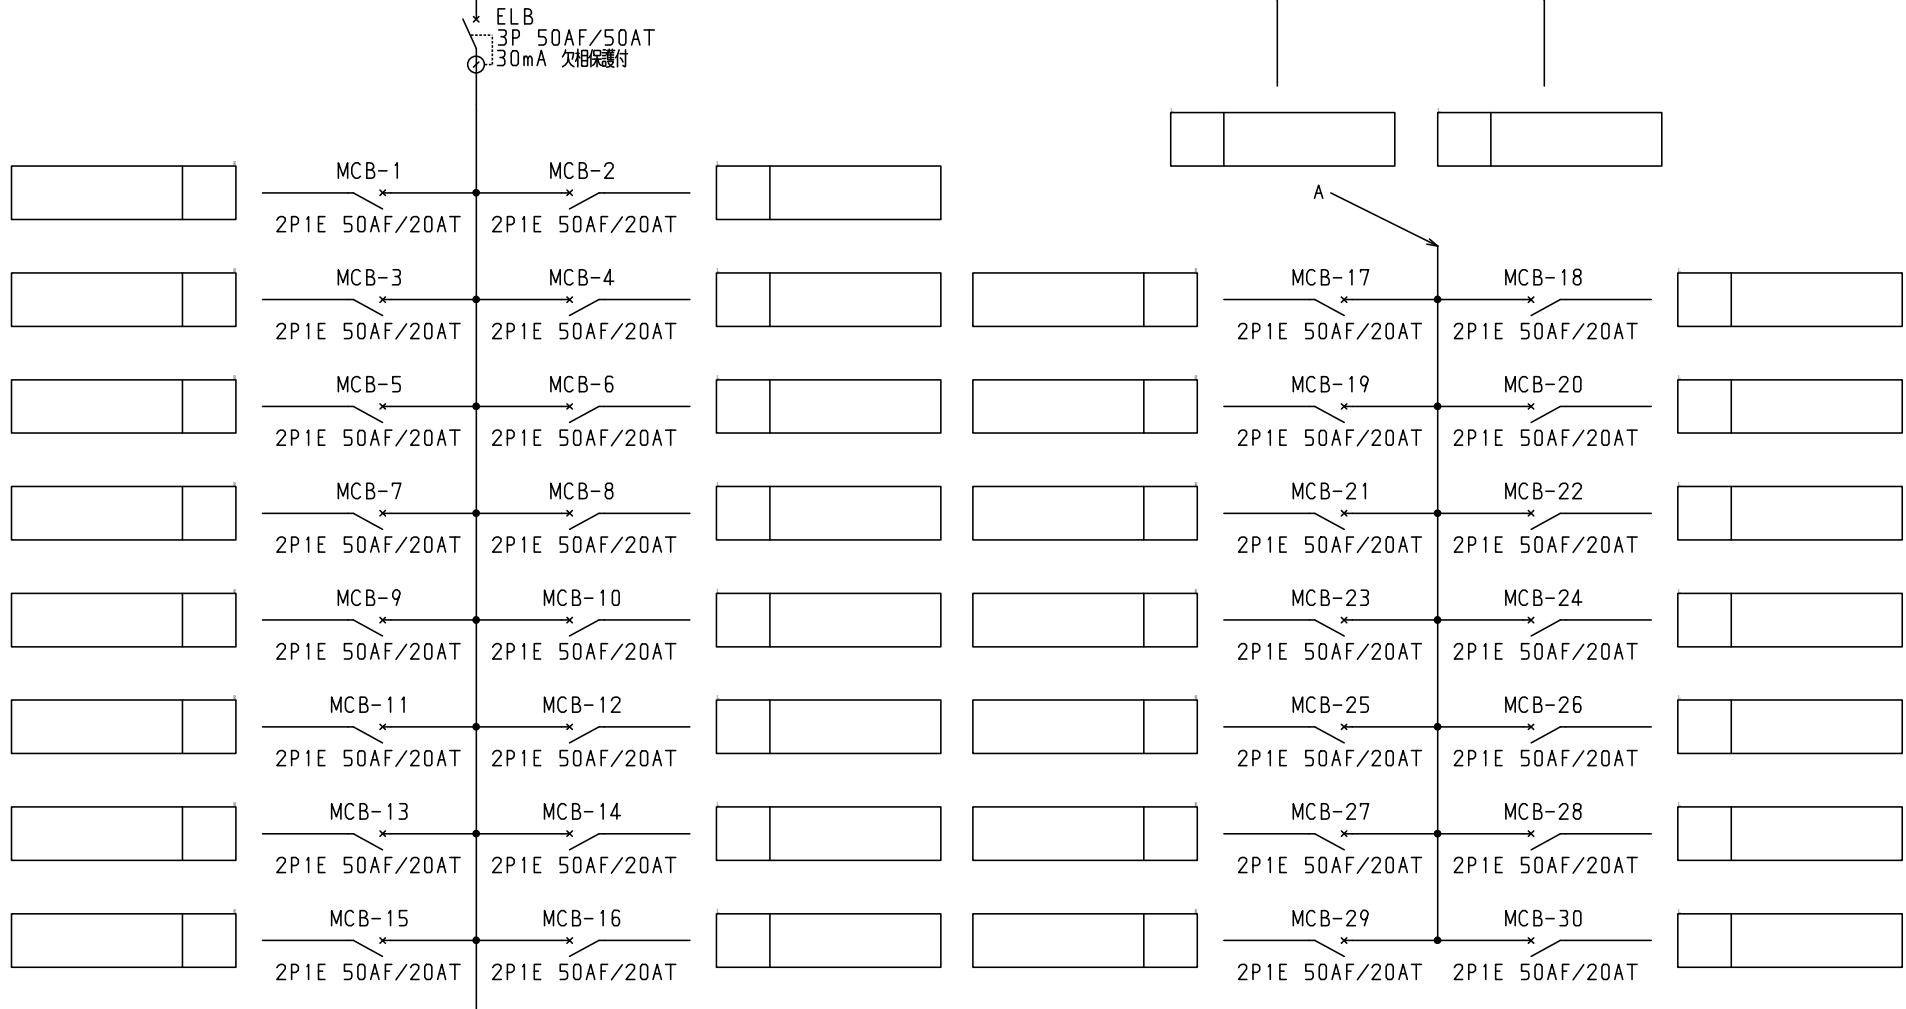 ELB
3P 50AF/50AT
30mA 欠相保護付
MCB-1 MCB-2
2P1E 50AF/20AT 2P1E 50AF/20AT
A
MCB-3 MCB-4 MCB-17 MCB-18
2P1E 50AF/20AT 2P1E 50AF/20AT 2P1E 50AF/20AT 2P1E 50AF/20AT
MCB-5 MCB-6 MCB-19 MCB-20
2P1E 50AF/20AT 2P1E 50AF/20AT 2P1E 50AF/20AT 2P1E 50AF/20AT
MCB-7 MCB-8 MCB-21 MCB-22
2P1E 50AF/20AT 2P1E 50AF/20AT 2P1E 50AF/20AT 2P1E 50AF/20AT
MCB-9 MCB-10 MCB-23 MCB-24
2P1E 50AF/20AT 2P1E 50AF/20AT 2P1E 50AF/20AT 2P1E 50AF/20AT
MCB-11 MCB-12 MCB-25 MCB-26
2P1E 50AF/20AT 2P1E 50AF/20AT 2P1E 50AF/20AT 2P1E 50AF/20AT
MCB-13 MCB-14 MCB-27 MCB-28
2P1E 50AF/20AT 2P1E 50AF/20AT 2P1E 50AF/20AT 2P1E 50AF/20AT
MCB-15 MCB-16 MCB-29 MCB-30
2P1E 50AF/20AT 2P1E 50AF/20AT 2P1E 50AF/20AT 2P1E 50AF/20AT